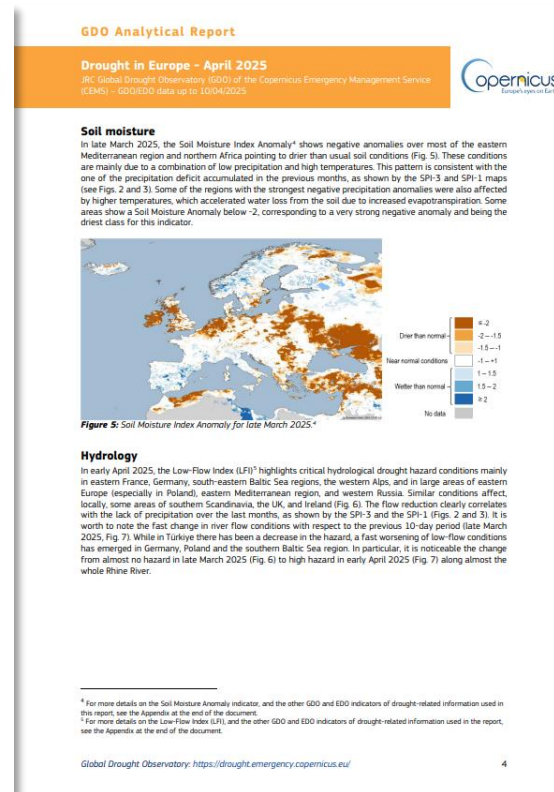 GDO Analytical Report
Drought in Europe – April 2025
JRC Global Drought Observatory (GDO) of the Copernicus Emergency Management Service
(CEMS) – GDO/EDO data up to 10/04/2025
opernicus
Europe's eyes on Earth
Soil moisture
In late March 2025, the Soil Moisture Index Anomaly⁴ shows negative anomalies over most of the eastern
Mediterranean region and northern Africa pointing to drier than usual soil conditions (Fig. 5). These conditions
are mainly due to a combination of low precipitation and high temperatures. This pattern is consistent with the
one of the precipitation deficit accumulated in the previous months, as shown by the SPI-3 and SPI-1 maps
(see Figs. 2 and 3). Some of the regions with the strongest negative precipitation anomalies were also affected
by higher temperatures, which accelerated water loss from the soil due to increased evapotranspiration. Some
areas show a Soil Moisture Anomaly below -2, corresponding to a very strong negative anomaly and being the
driest class for this indicator.
≤ -2
Drier than normal
-2 – -1.5
-1.5 – -1
Near normal conditions
-1 – +1
1 – 1.5
Wetter than normal
1.5 – 2
≥ 2
No data
Figure 5: Soil Moisture Index Anomaly for late March 2025.⁴
Hydrology
In early April 2025, the Low-Flow Index (LFI)⁵ highlights critical hydrological drought hazard conditions mainly
in eastern France, Germany, south-eastern Baltic Sea regions, the western Alps, and in large areas of eastern
Europe (especially in Poland), eastern Mediterranean region, and western Russia. Similar conditions affect,
locally, some areas of southern Scandinavia, the UK, and Ireland (Fig. 6). The flow reduction clearly correlates
with the lack of precipitation over the last months, as shown by the SPI-3 and the SPI-1 (Figs. 2 and 3). It is
worth to note the fast change in river flow conditions with respect to the previous 10-day period (late March
2025, Fig. 7). While in Türkiye there has been a decrease in the hazard, a fast worsening of low-flow conditions
has emerged in Germany, Poland and the southern Baltic Sea region. In particular, it is noticeable the change
from almost no hazard in late March 2025 (Fig. 6) to high hazard in early April 2025 (Fig. 7) along almost the
whole Rhine River.
⁴ For more details on the Soil Moisture Anomaly indicator, and the other GDO and EDO indicators of drought-related information used in
this report, see the Appendix at the end of the document.
⁵ For more details on the Low-Flow Index (LFI), and the other GDO and EDO indicators of drought-related information used in the report,
see the Appendix at the end of the document.
Global Drought Observatory: https://drought.emergency.copernicus.eu/ 4